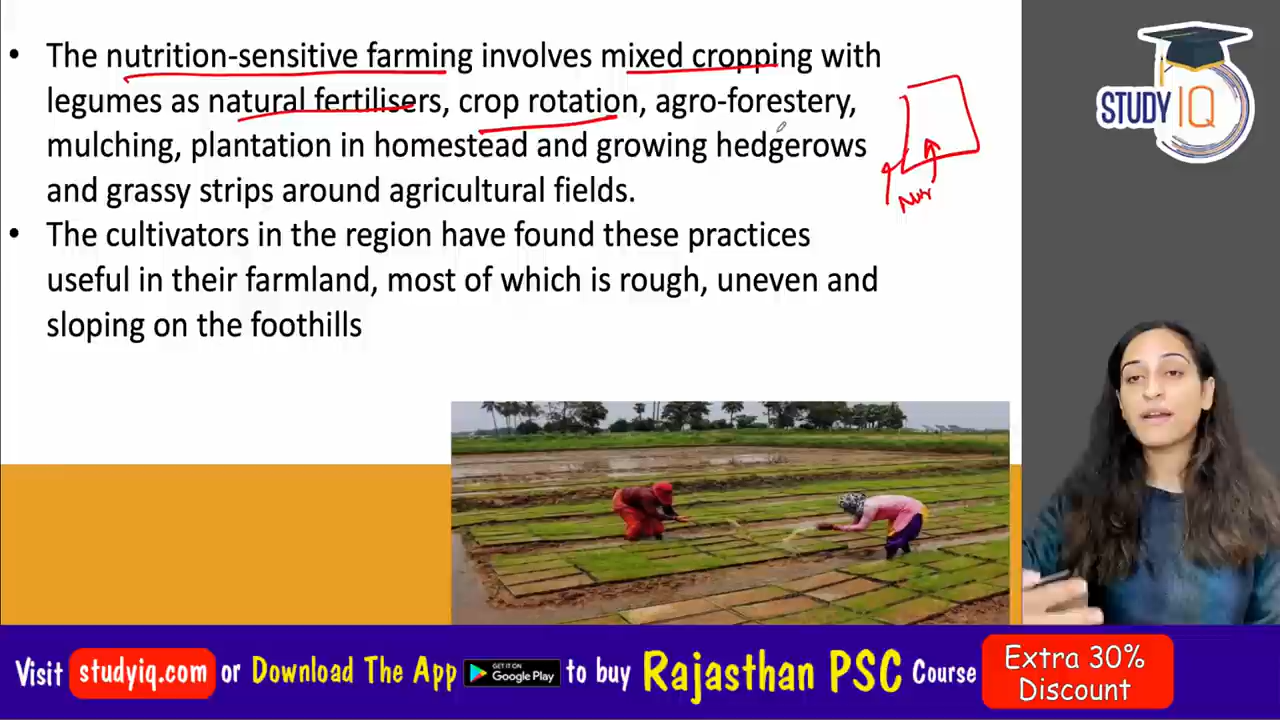 • The nutrition-sensitive farming involves mixed cropping with
legumes as natural fertilisers, crop rotation, agro-forestery,
mulching, plantation in homestead and growing hedgerows
and grassy strips around agricultural fields.
• The cultivators in the region have found these practices
useful in their farmland, most of which is rough, uneven and
sloping on the foothills
STUDY IQ
Visit studyiq.com or Download The App GET IT ON Google Play to buy Rajasthan PSC Course
Extra 30%
Discount